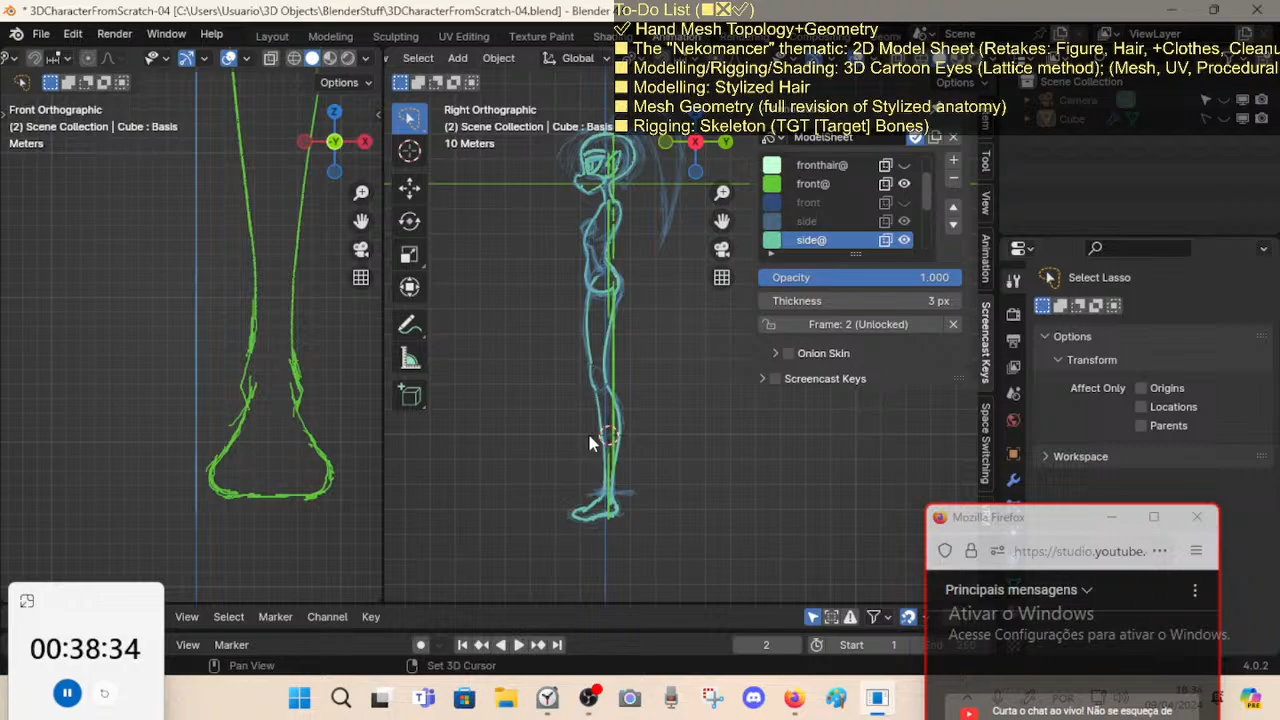 * 3DCharacterFromScratch-04 [C:\Users\Usuario\3D Objects\BlenderStuff\3DCharacterFromScratch-04.blend] - Blender
To-Do List (■☒✓)
✓ Hand Mesh Topology+Geometry
■ The "Nekomancer" thematic: 2D Model Sheet (Retakes: Figure, Hair, +Clothes, Cleanu
■ Modelling/Rigging/Shading: 3D Cartoon Eyes (Lattice method): (Mesh, UV, Procedural
■ Modelling: Stylized Hair
■ Mesh Geometry (full revision of Stylized anatomy)
■ Rigging: Skeleton (TGT [Target] Bones)
File Edit Render Window Help Layout Modeling Sculpting UV Editing Texture Paint Scene ViewLayer
Select Add Object Global
Options
Options
Scene Collection
Camera
Cube
Front Orthographic
(2) Scene Collection | Cube : Basis
Meters
Right Orthographic
(2) Scene Collection | Cube : Basis
10 Meters
Z
-Y
X
Z
X
Y
ModelSheet
fronthair@
front@
front
side
side@
Opacity 1.000
Thickness 3 px
Frame: 2 (Unlocked)
Onion Skin
Screencast Keys
Item
Tool
View
Animation
Screencast Keys
Space Switching
Select Lasso
Options
Transform
Affect Only Origins
Locations
Parents
Workspace
Mozilla Firefox
https://studio.youtube.
Principais mensagens
Ativar o Windows
Acesse Configurações para ativar o Windows.
Curta o chat ao vivo! Não se esqueça de
00:38:34
View Select Marker Channel Key
View Marker 2 Start 1
Pan View Set 3D Cursor 4.0.2
POR
09/04/2024